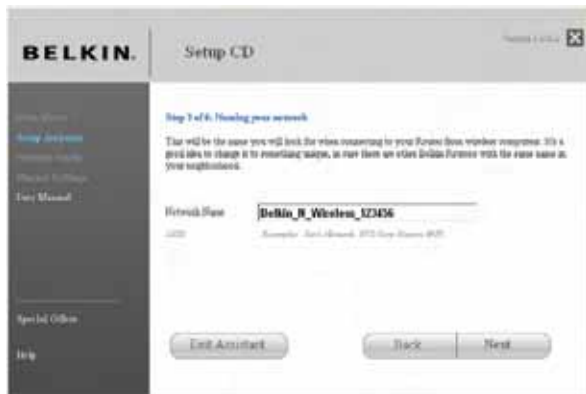 BELKIN.
Setup CD
Setup Assistant
User Manual
Special Offers
Help
Step 3 of 6: Naming your network
This will be the name you will look for when connecting to your Router from wireless computers. It's a
good idea to change it to something unique, in case there are other Belkin Routers with the same name in
your neighborhood.
Network Name
Belkin_N_Wireless_123456
Exit Assistant
Back
Next